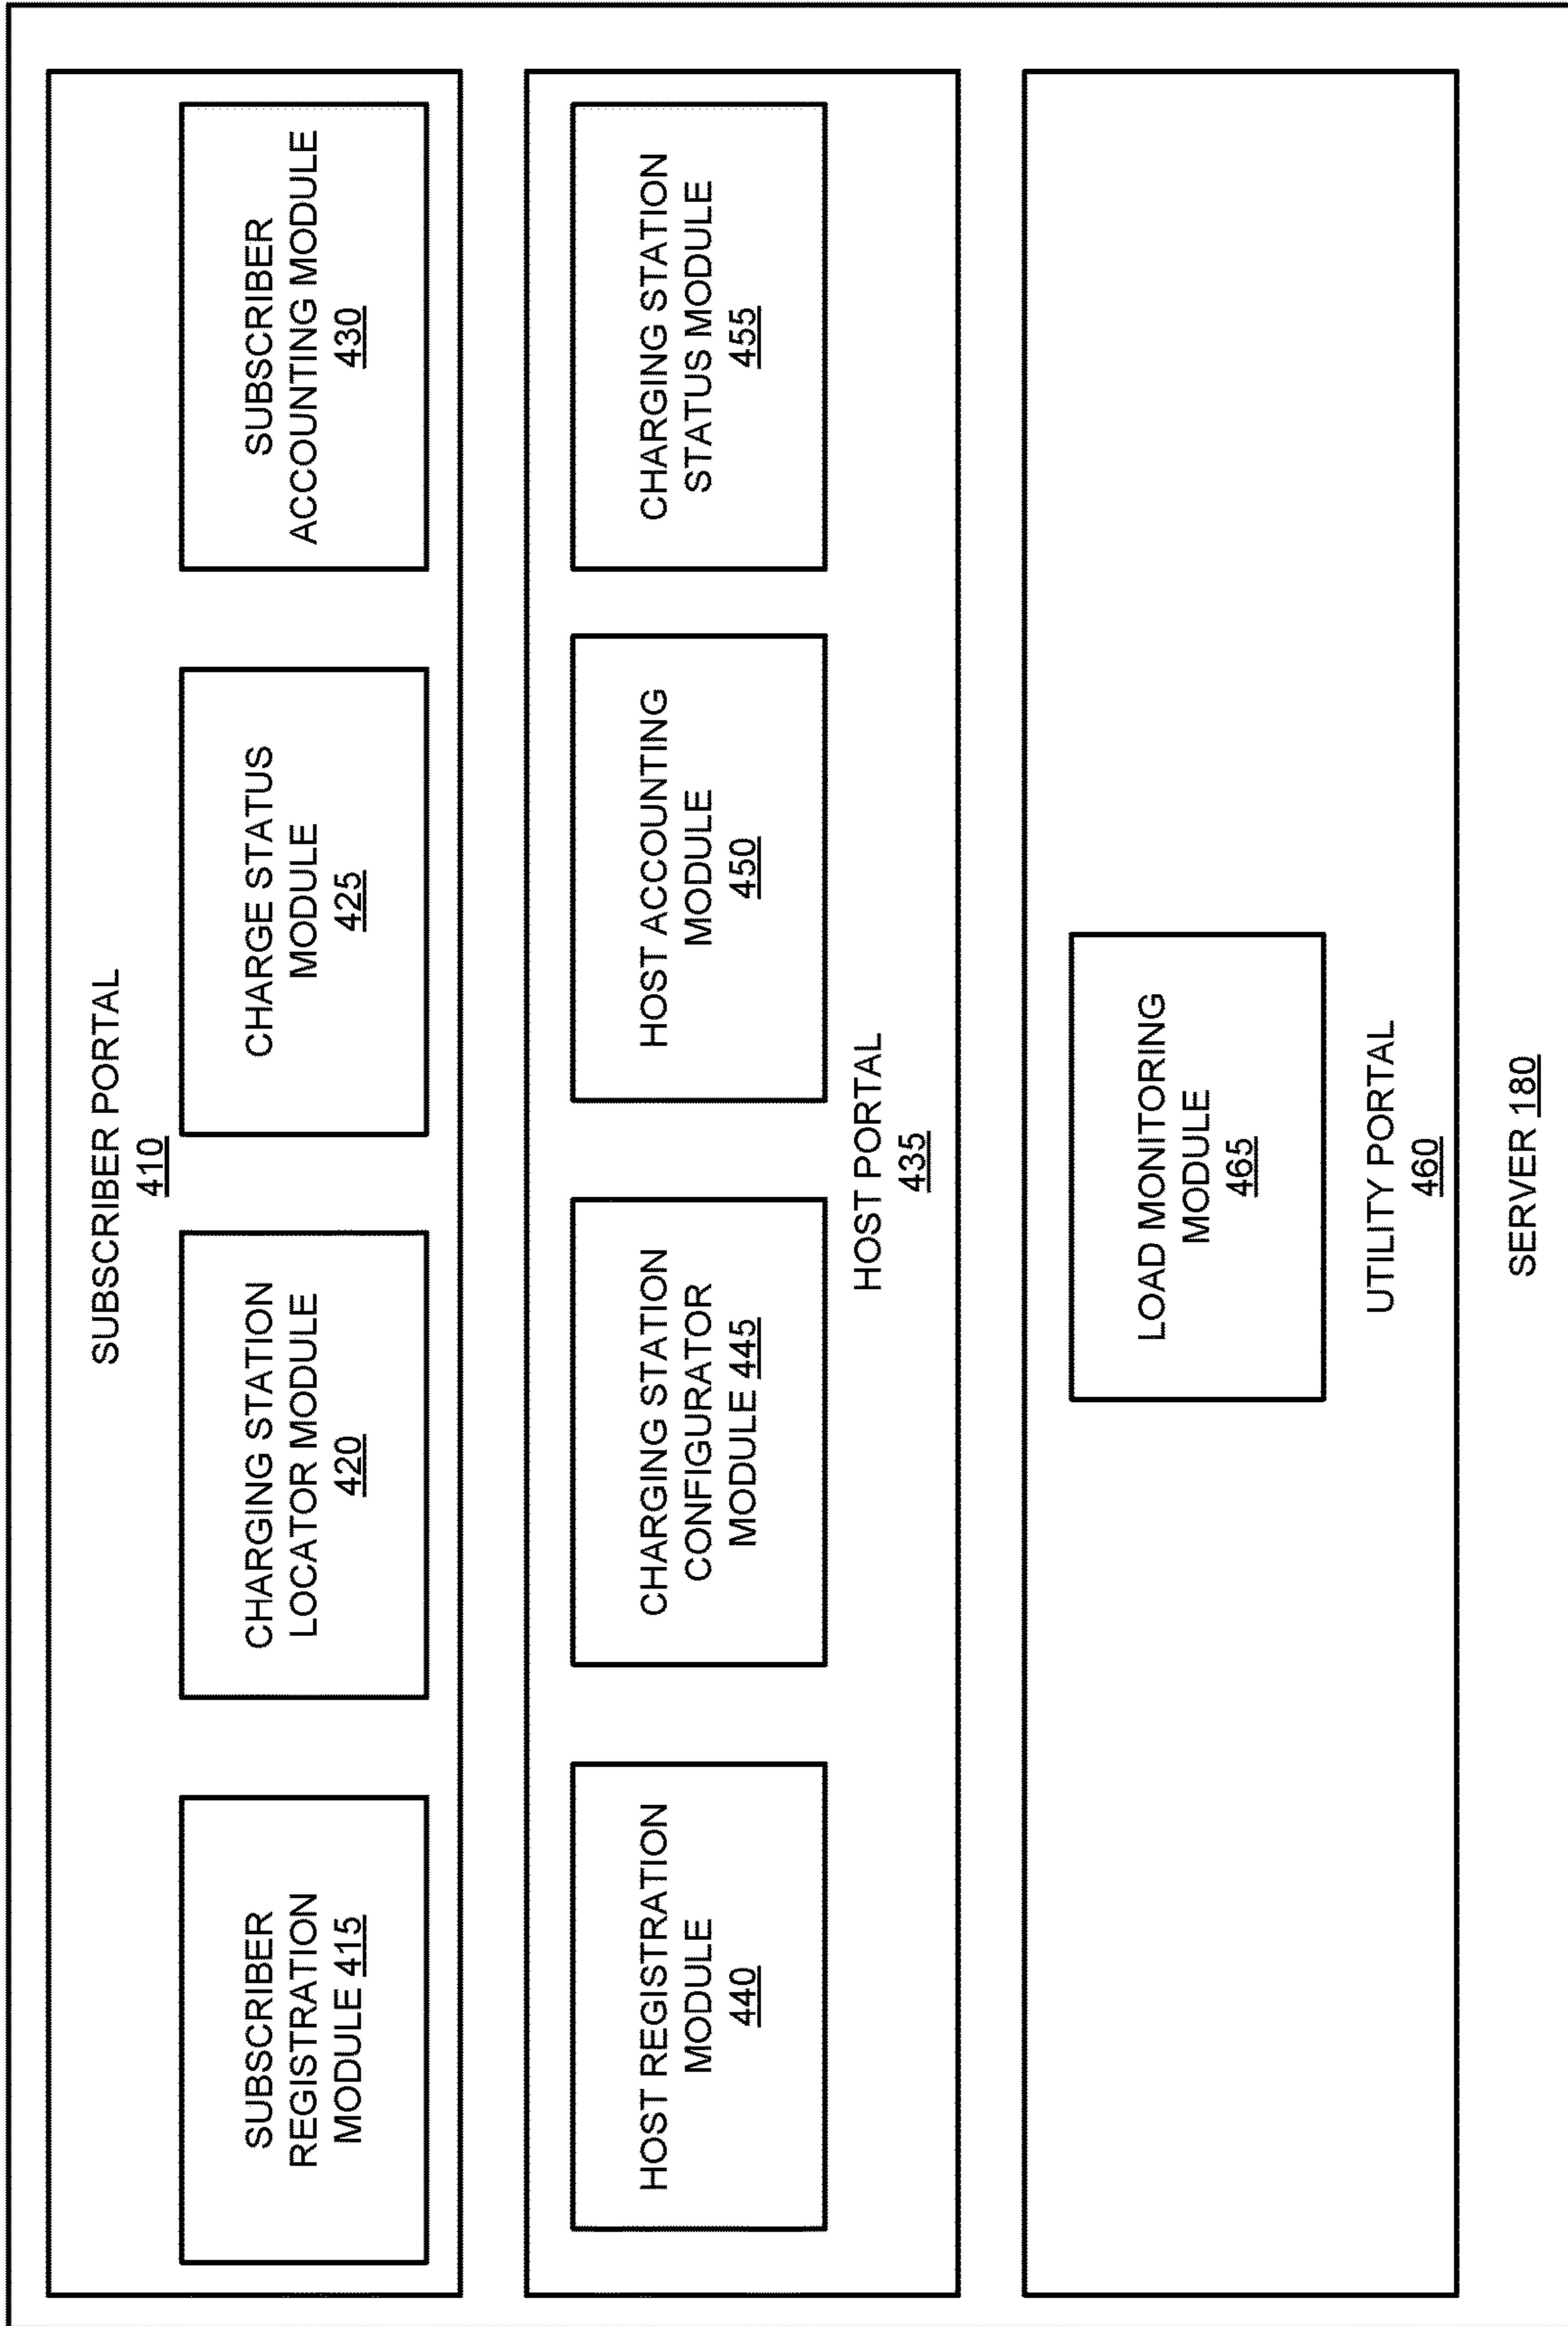 SUBSCRIBER PORTAL
410
SUBSCRIBER
REGISTRATION
MODULE 415
CHARGING STATION
LOCATOR MODULE
420
CHARGE STATUS
MODULE
425
SUBSCRIBER
ACCOUNTING MODULE
430
HOST REGISTRATION
MODULE
440
CHARGING STATION
CONFIGURATOR
MODULE 445
HOST ACCOUNTING
MODULE
450
CHARGING STATION
STATUS MODULE
455
HOST PORTAL
435
LOAD MONITORING
MODULE
465
UTILITY PORTAL
460
SERVER 180